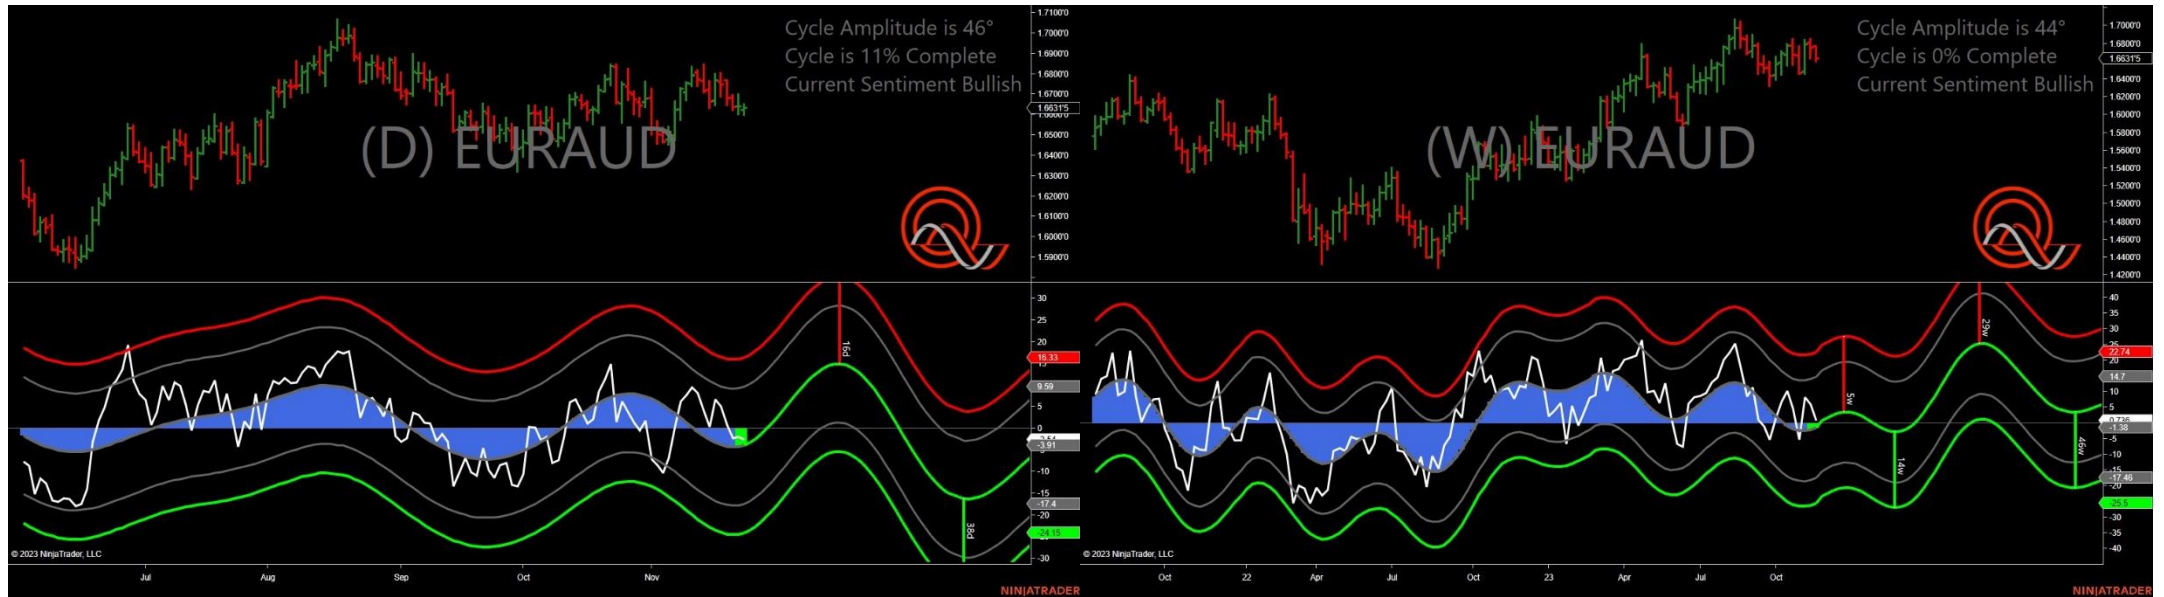 Cycle Amplitude is 46°
Cycle is 11% Complete
Current Sentiment Bullish
(D) EURAUD
1.7100'0
1.7000'0
1.6900'0
1.6800'0
1.6700'0
1.6631'5
1.6500'0
1.6400'0
1.6300'0
1.6200'0
1.6100'0
1.6000'0
1.5900'0
30
25
20
16.33
9.59
5
0
-3.91
-10
-15
-17.4
-20
-24.15
-30
16d
38d
© 2023 NinjaTrader, LLC
Jul
Aug
Sep
Oct
Nov
NINJATRADER
Cycle Amplitude is 44°
Cycle is 0% Complete
Current Sentiment Bullish
(W) EURAUD
1.7000'0
1.6800'0
1.6631'5
1.6400'0
1.6200'0
1.6000'0
1.5800'0
1.5600'0
1.5400'0
1.5200'0
1.5000'0
1.4800'0
1.4600'0
1.4400'0
1.4200'0
40
35
30
25
22.74
14.7
10
5
0.736
-1.38
-5
-10
-15
-17.46
-20
-25.5
-30
-35
-40
5w
14w
29w
46w
© 2023 NinjaTrader, LLC
Oct
22
Apr
Jul
Oct
23
Apr
Jul
Oct
NINJATRADER